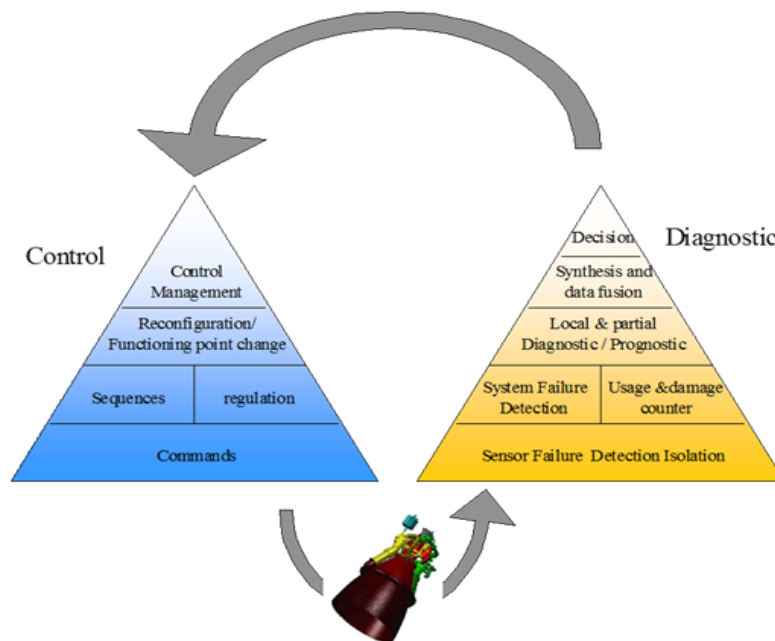 Control
Control
Management
Reconfiguration/
Functioning point change
Sequences
regulation
Commands
Diagnostic
Decision
Synthesis and
data fusion
Local & partial
Diagnostic / Prognostic
System Failure
Detection
Usage &damage
counter
Sensor Failure Detection Isolation